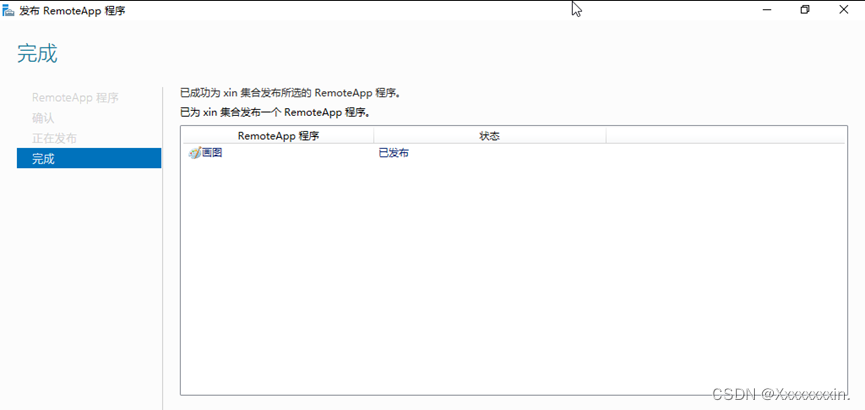 发布 RemoteApp 程序
完成
RemoteApp 程序
确认
正在发布
完成
已成功为 xin 集合发布所选的 RemoteApp 程序。
已为 xin 集合发布一个 RemoteApp 程序。
RemoteApp 程序 状态
画图 已发布
CSDN @Xxxxxxxxin.